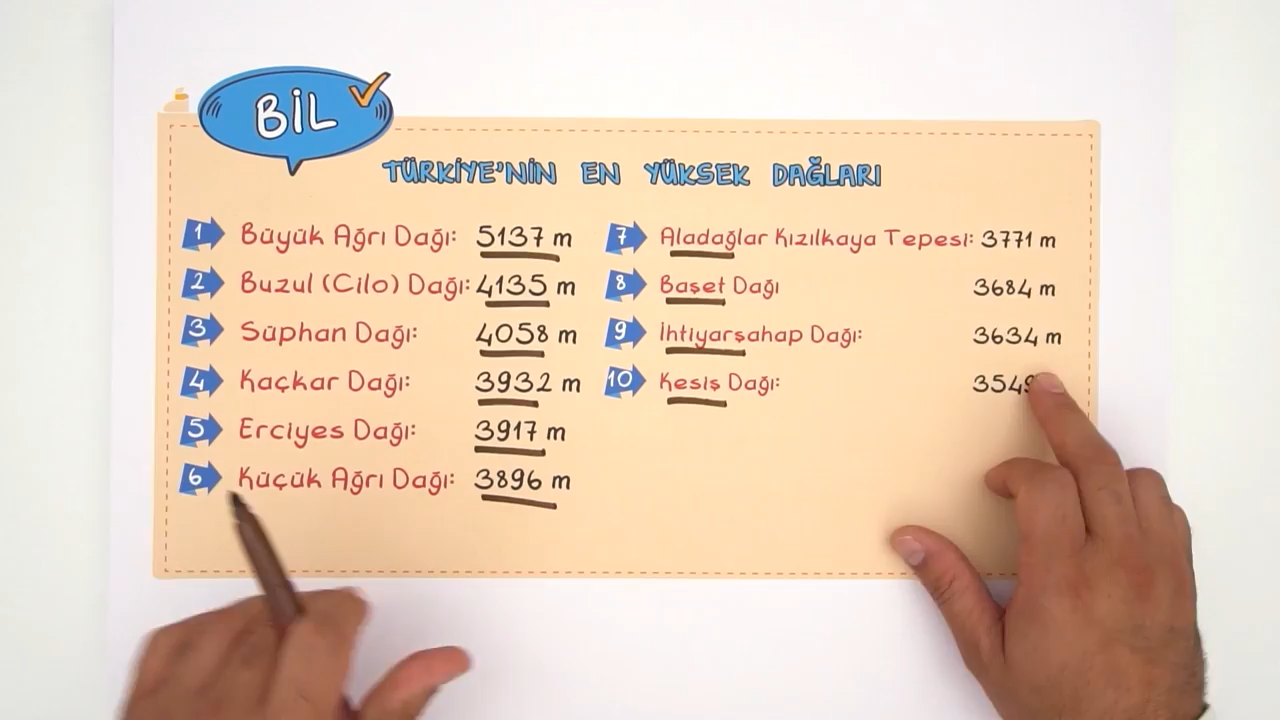 BİL
TÜRKİYE'NİN EN YÜKSEK DAĞLARI
1 Büyük Ağrı Dağı: 5137 m
2 Buzul (Cilo) Dağı: 4135 m
3 Süphan Dağı: 4058 m
4 Kaçkar Dağı: 3932 m
5 Erciyes Dağı: 3917 m
6 Küçük Ağrı Dağı: 3896 m
7 Aladağlar Kızılkaya Tepesi: 3771 m
8 Başet Dağı 3684 m
9 İhtiyarşahap Dağı: 3634 m
10 Kesiş Dağı: